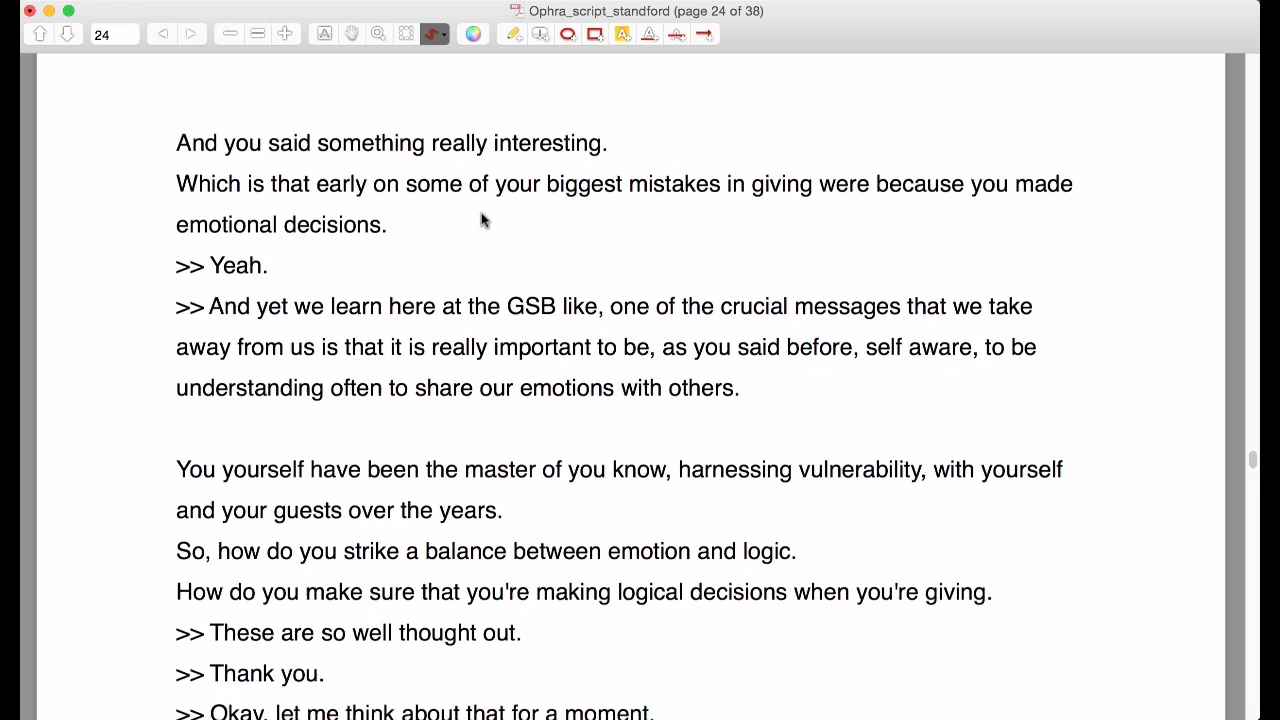 Ophra_script_standford (page 24 of 38)
24
And you said something really interesting.
Which is that early on some of your biggest mistakes in giving were because you made
emotional decisions.
>> Yeah.
>> And yet we learn here at the GSB like, one of the crucial messages that we take
away from us is that it is really important to be, as you said before, self aware, to be
understanding often to share our emotions with others.
You yourself have been the master of you know, harnessing vulnerability, with yourself
and your guests over the years.
So, how do you strike a balance between emotion and logic.
How do you make sure that you're making logical decisions when you're giving.
>> These are so well thought out.
>> Thank you.
>> Okay, let me think about that for a moment.